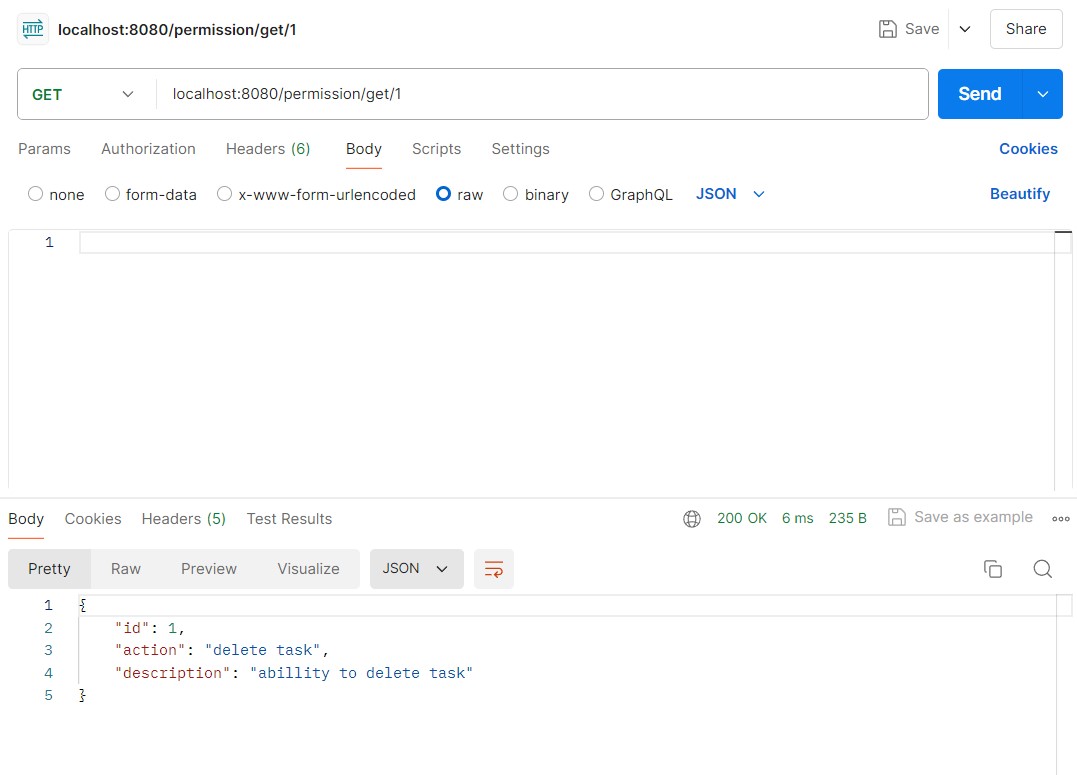 HTTP localhost:8080/permission/get/1 Save Share
GET localhost:8080/permission/get/1 Send
Params Authorization Headers (6) Body Scripts Settings Cookies
none form-data x-www-form-urlencoded raw binary GraphQL JSON Beautify
1
Body Cookies Headers (5) Test Results 200 OK 6 ms 235 B Save as example
Pretty Raw Preview Visualize JSON
1 {
2 "id": 1,
3 "action": "delete task",
4 "description": "abillity to delete task"
5 }